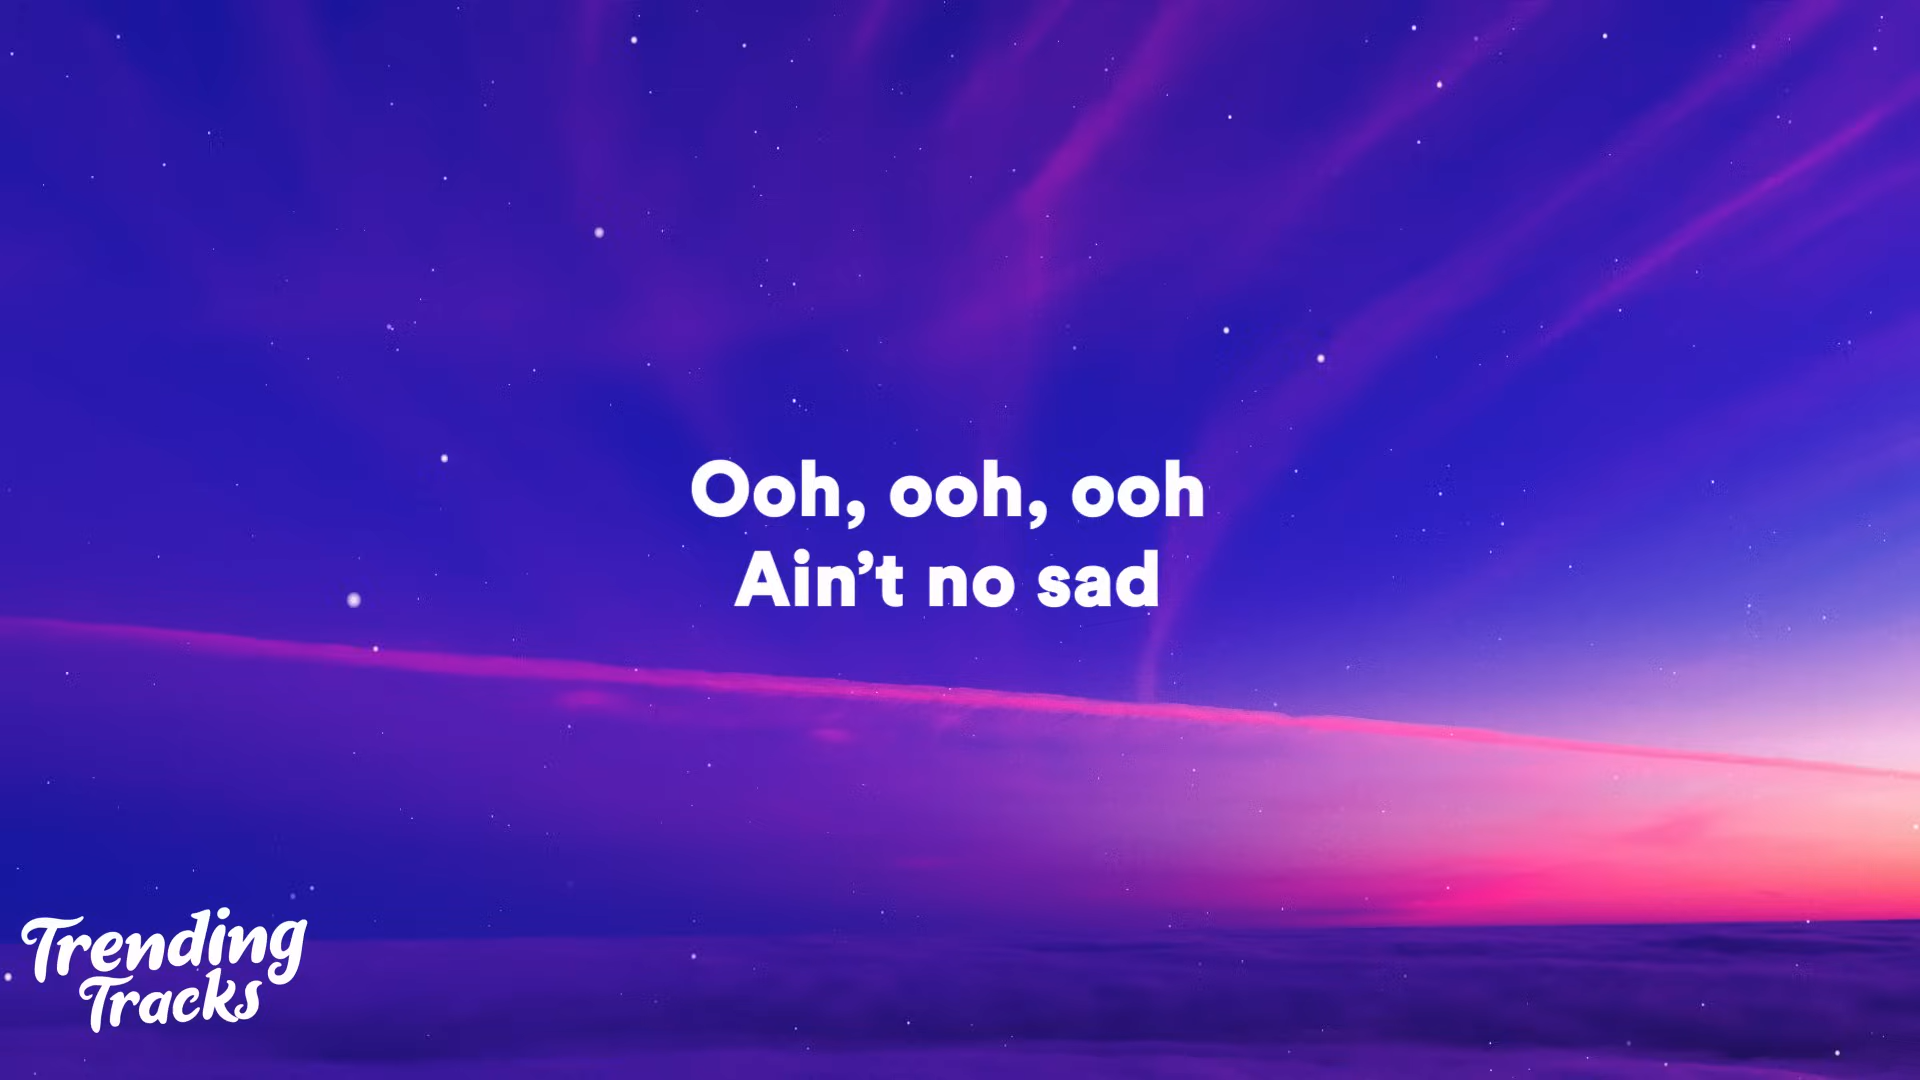 Ooh, ooh, ooh
Ain’t no sad
Trending
Tracks